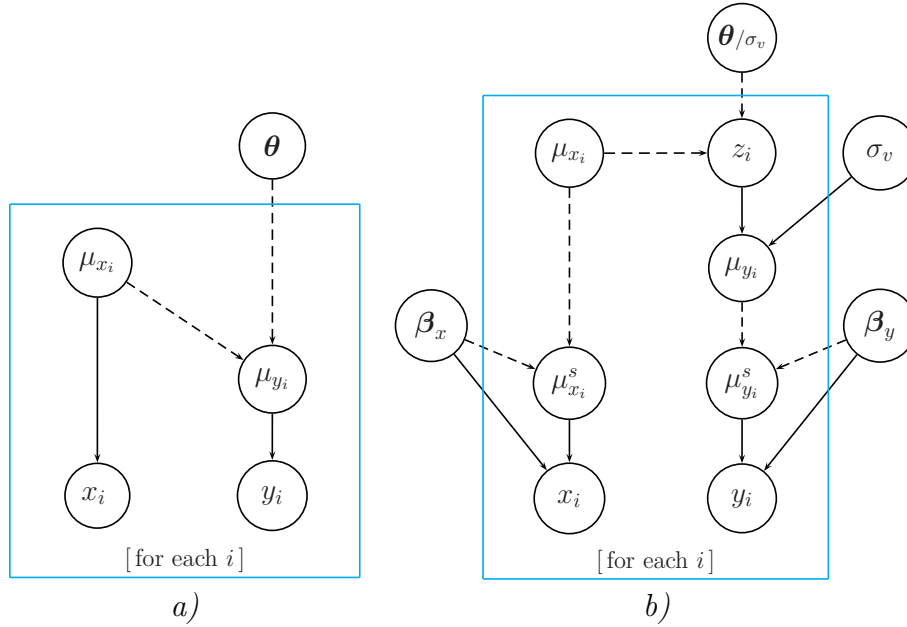 θ
μ_{x_i}
μ_{y_i}
x_i
y_i
[for each i]
a)
θ/σ_v
μ_{x_i}
z_i
σ_v
μ_{y_i}
β_x
β_y
μ^s_{x_i}
μ^s_{y_i}
x_i
y_i
[for each i]
b)